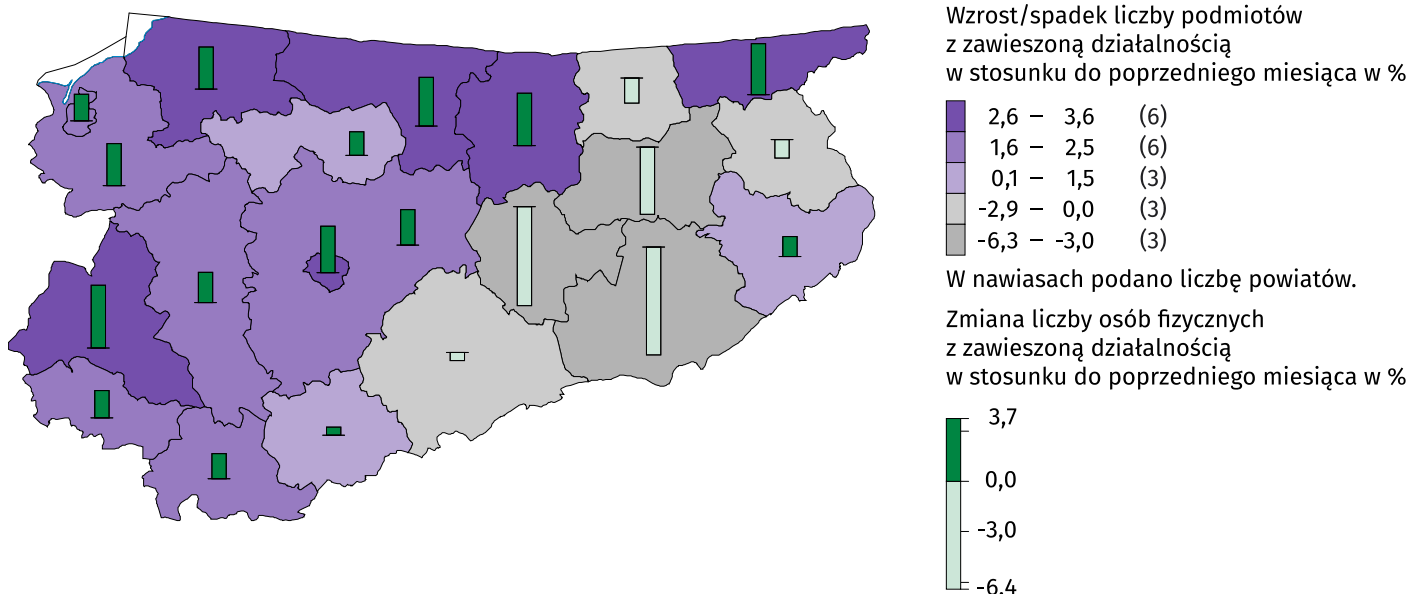 Wzrost/spadek liczby podmiotów
z zawieszoną działalnością
w stosunku do poprzedniego miesiąca w %
2,6 – 3,6 (6)
1,6 – 2,5 (6)
0,1 – 1,5 (3)
-2,9 – 0,0 (3)
-6,3 – -3,0 (3)
W nawiasach podano liczbę powiatów.
Zmiana liczby osób fizycznych
z zawieszoną działalnością
w stosunku do poprzedniego miesiąca w %
3,7
0,0
-3,0
-6,4